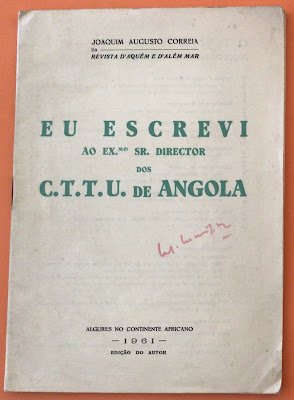 JOAQUIM AUGUSTO CORREIA
DA
REVISTA D'AQUÉM E D'ALÉM MAR
EU ESCREVI
AO EX.MO SR. DIRECTOR
DOS
C.T.T.U. DE ANGOLA
ALGURES NO CONTINENTE AFRICANO
— 1961 —
EDIÇÃO DO AUTOR